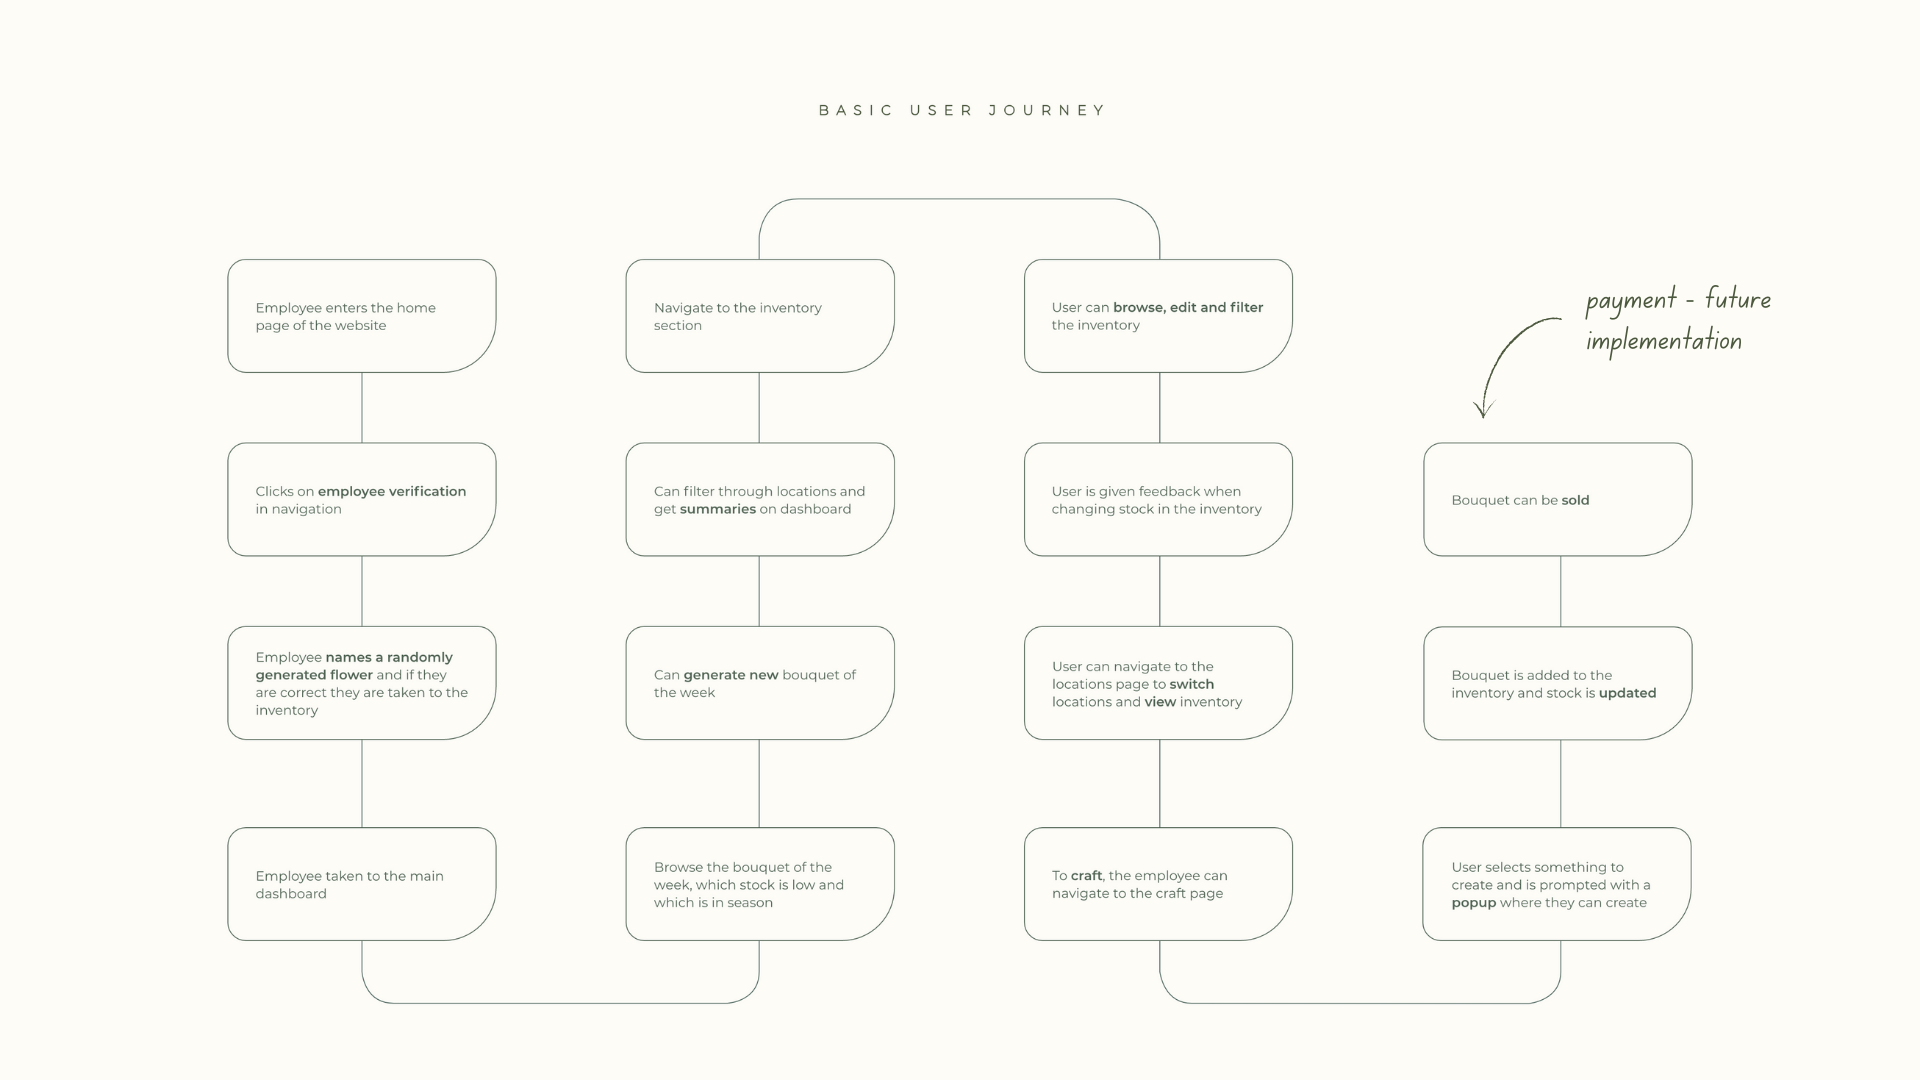 BASIC USER JOURNEY
Employee enters the home
page of the website
Clicks on employee verification
in navigation
Employee names a randomly
generated flower and if they
are correct they are taken to the
inventory
Employee taken to the main
dashboard
Navigate to the inventory
section
Can filter through locations and
get summaries on dashboard
Can generate new bouquet of
the week
Browse the bouquet of the
week, which stock is low and
which is in season
User can browse, edit and filter
the inventory
User is given feedback when
changing stock in the inventory
User can navigate to the
locations page to switch
locations and view inventory
To craft, the employee can
navigate to the craft page
payment - future
implementation
Bouquet can be sold
Bouquet is added to the
inventory and stock is updated
User selects something to
create and is prompted with a
popup where they can create